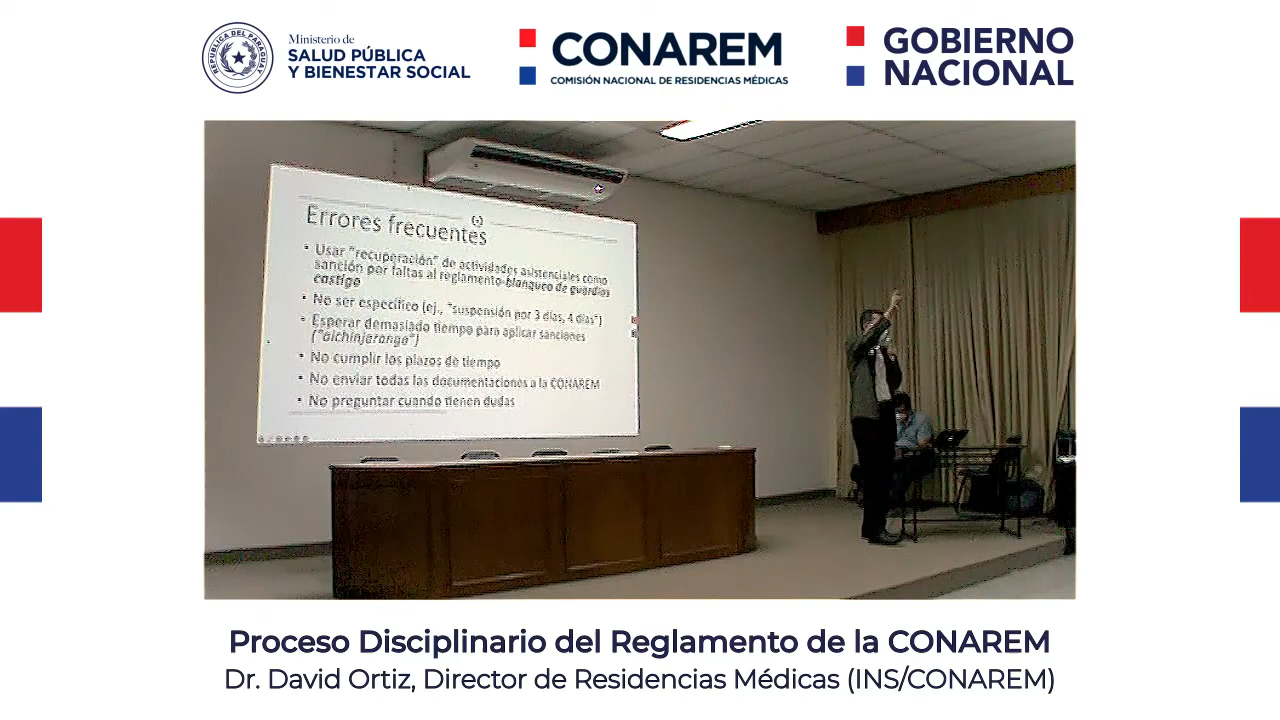 REPUBLICA DEL PARAGUAY
Ministerio de
SALUD PÚBLICA
Y BIENESTAR SOCIAL
CONAREM
COMISIÓN NACIONAL DE RESIDENCIAS MÉDICAS
GOBIERNO
NACIONAL
Errores frecuentes
• Usar "recuperación" de actividades asistenciales como
sanción por faltas al reglamento-blanqueo de guardias
castigo
• No ser específico (ej., "suspensión por 3 días, 4 días")
• Esperar demasiado tiempo para aplicar sanciones
("oichinjaranga")
• No cumplir los plazos de tiempo
• No enviar todas las documentaciones a la CONAREM
• No preguntar cuando tienen dudas
Proceso Disciplinario del Reglamento de la CONAREM
Dr. David Ortiz, Director de Residencias Médicas (INS/CONAREM)